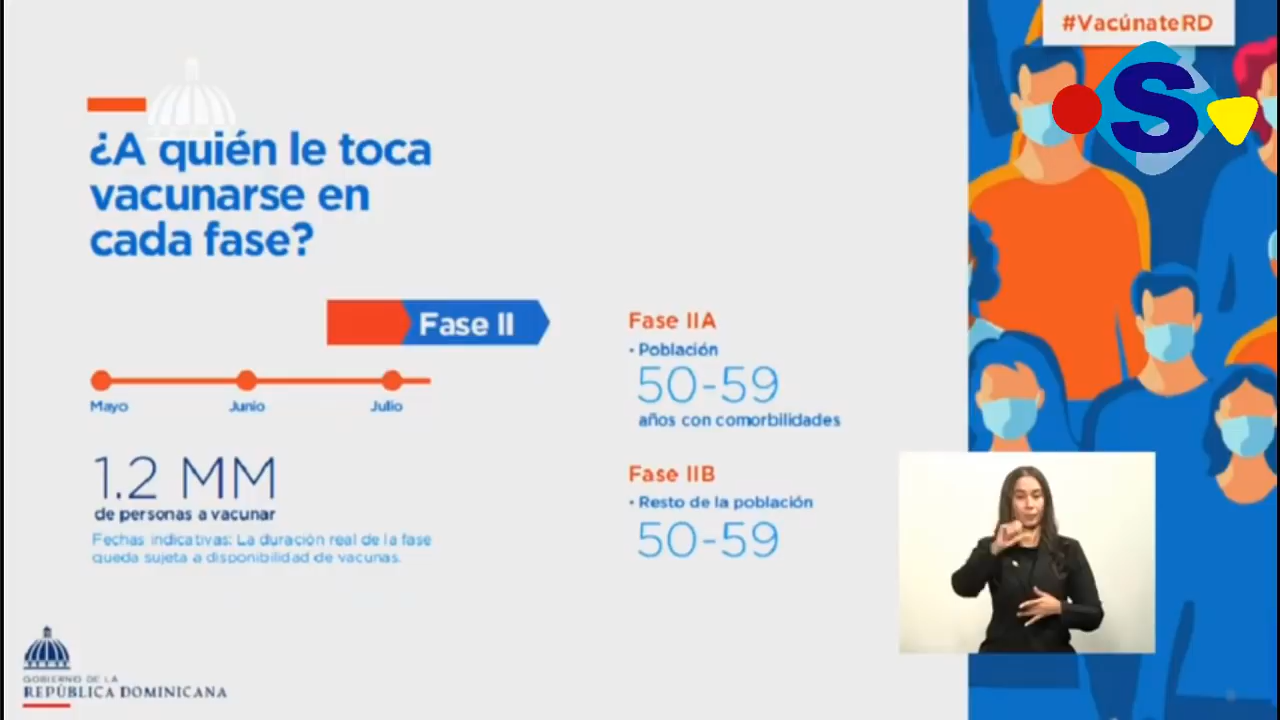 #VacúnateRD
S
¿A quién le toca
vacunarse en
cada fase?
Fase II
Mayo Junio Julio
1.2 MM
de personas a vacunar
Fechas indicativas: La duración real de la fase
queda sujeta a disponibilidad de vacunas.
Fase IIA
• Población
50-59
años con comorbilidades
Fase IIB
• Resto de la población
50-59
GOBIERNO DE LA
REPÚBLICA DOMINICANA